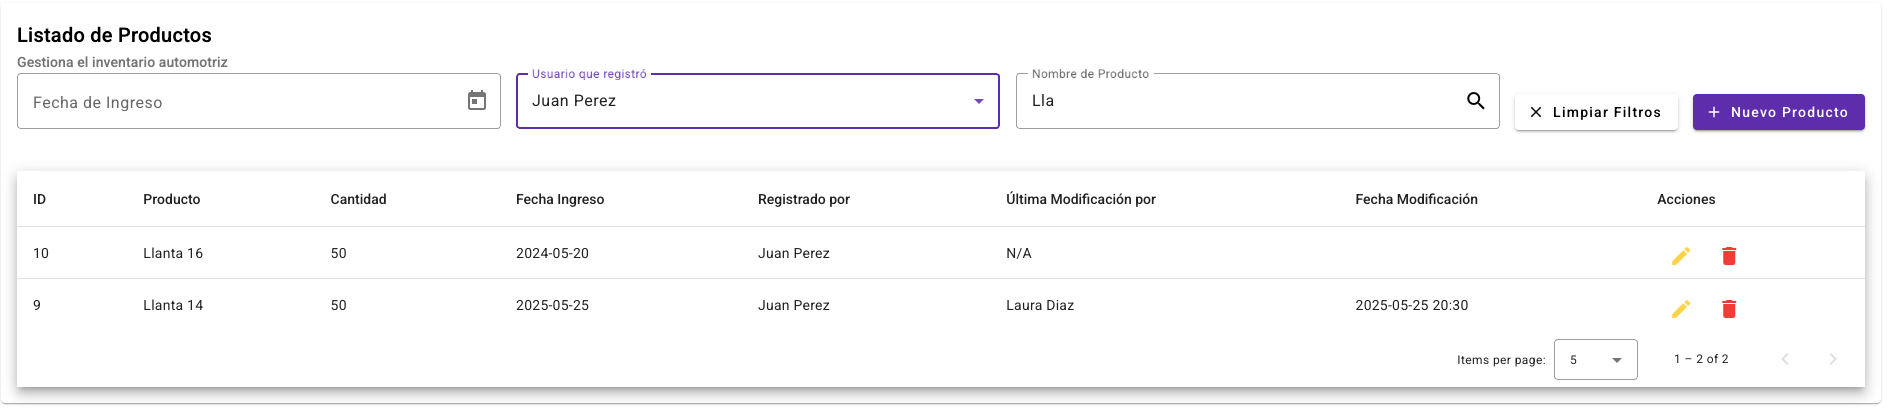 Listado de Productos
Gestiona el inventario automotriz
Fecha de Ingreso
Usuario que registró
Juan Perez
Nombre de Producto
Lla
Limpiar Filtros
Nuevo Producto
ID Producto Cantidad Fecha Ingreso Registrado por Última Modificación por Fecha Modificación Acciones
10 Llanta 16 50 2024-05-20 Juan Perez N/A
9 Llanta 14 50 2025-05-25 Juan Perez Laura Diaz 2025-05-25 20:30
Items per page: 5 1 – 2 of 2